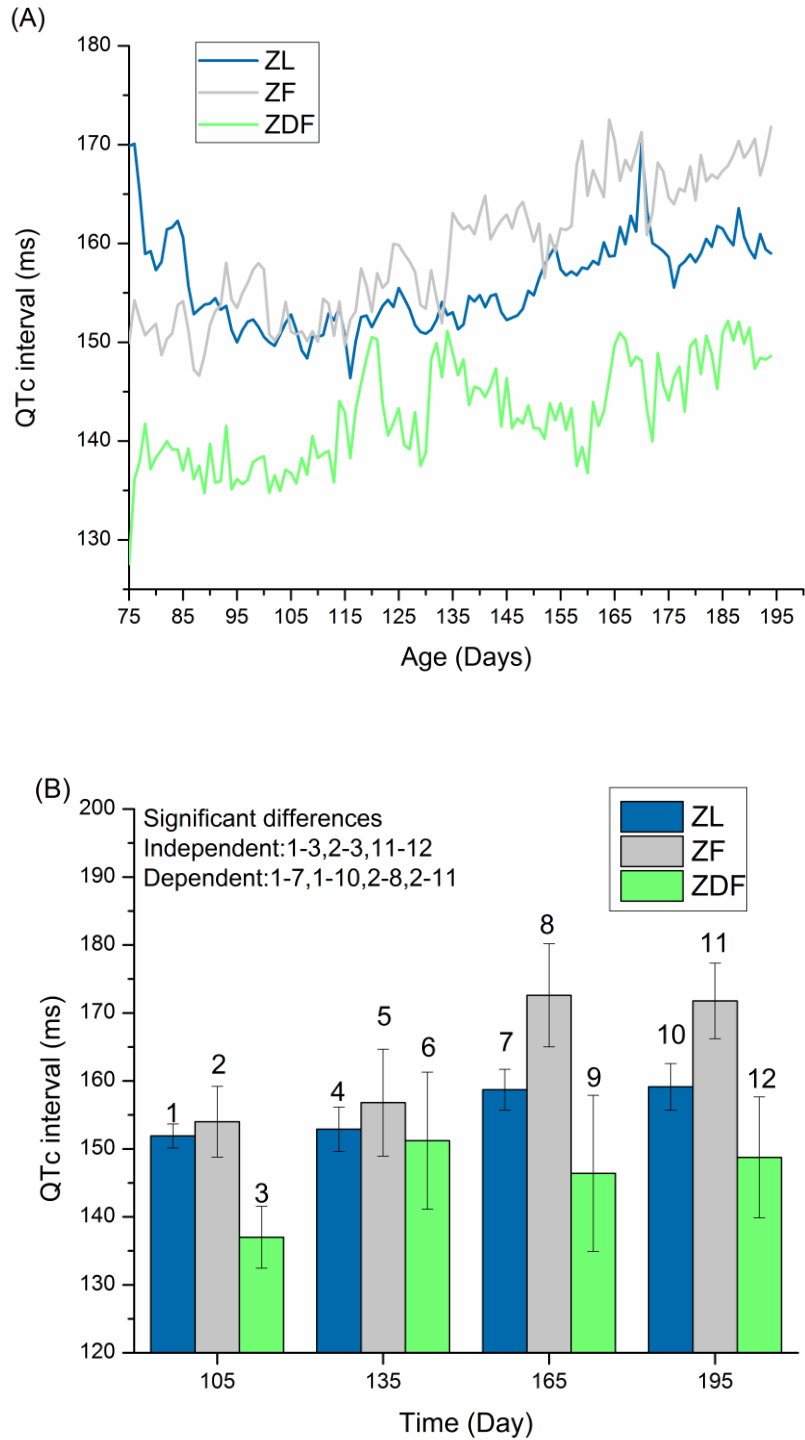 (A)
180
170
160
150
140
130
QTc interval (ms)
ZL
ZF
ZDF
75 85 95 105 115 125 135 145 155 165 175 185 195
Age (Days)
(B)
200
190
180
170
160
150
140
130
120
QTc interval (ms)
Significant differences
Independent:1-3,2-3,11-12
Dependent:1-7,1-10,2-8,2-11
ZL
ZF
ZDF
1 2 3 4 5 6 7 8 9 10 11 12
105 135 165 195
Time (Day)